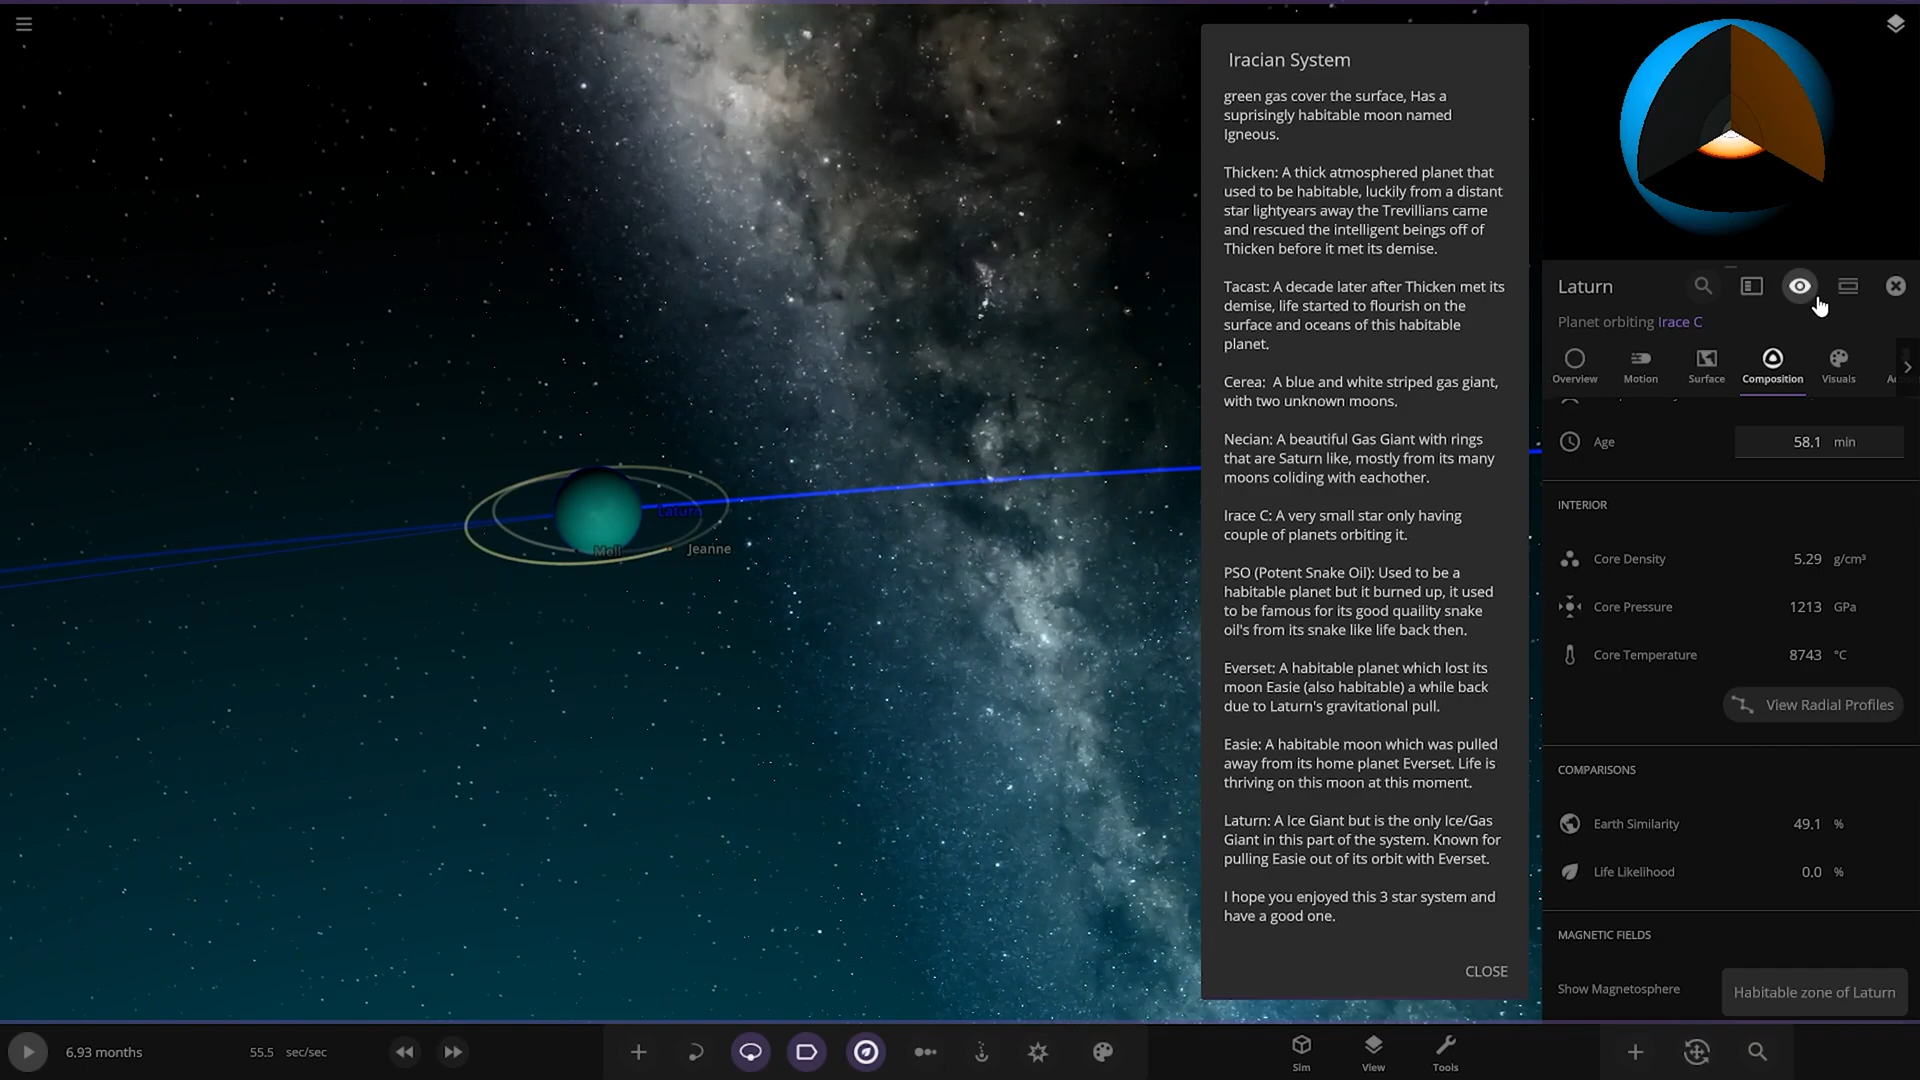 Iracian System
green gas cover the surface, Has a
suprisingly habitable moon named
Igneous.
Thicken: A thick atmosphered planet that
used to be habitable, luckily from a distant
star lightyears away the Trevillians came
and rescued the intelligent beings off of
Thicken before it met its demise.
Tacast: A decade later after Thicken met its
demise, life started to flourish on the
surface and oceans of this habitable
planet.
Cerea:  A blue and white striped gas giant,
with two unknown moons.
Necian: A beautiful Gas Giant with rings
that are Saturn like, mostly from its many
moons coliding with eachother.
Irace C: A very small star only having
couple of planets orbiting it.
PSO (Potent Snake Oil): Used to be a
habitable planet but it burned up, it used
to be famous for its good quaility snake
oil's from its snake like life back then.
Everset: A habitable planet which lost its
moon Easie (also habitable) a while back
due to Laturn's gravitational pull.
Easie: A habitable moon which was pulled
away from its home planet Everset. Life is
thriving on this moon at this moment.
Laturn: A Ice Giant but is the only Ice/Gas
Giant in this part of the system. Known for
pulling Easie out of its orbit with Everset.
I hope you enjoyed this 3 star system and
have a good one.
CLOSE
Laturn
Jeanne
Laturn
Planet orbiting Irace C
Overview Motion Surface Composition Visuals
Age 58.1 min
INTERIOR
Core Density 5.29 g/cm³
Core Pressure 1213 GPa
Core Temperature 8743 °C
View Radial Profiles
COMPARISONS
Earth Similarity 49.1 %
Life Likelihood 0.0 %
MAGNETIC FIELDS
Show Magnetosphere
Habitable zone of Laturn
6.93 months 55.5 sec/sec
Sim View Tools